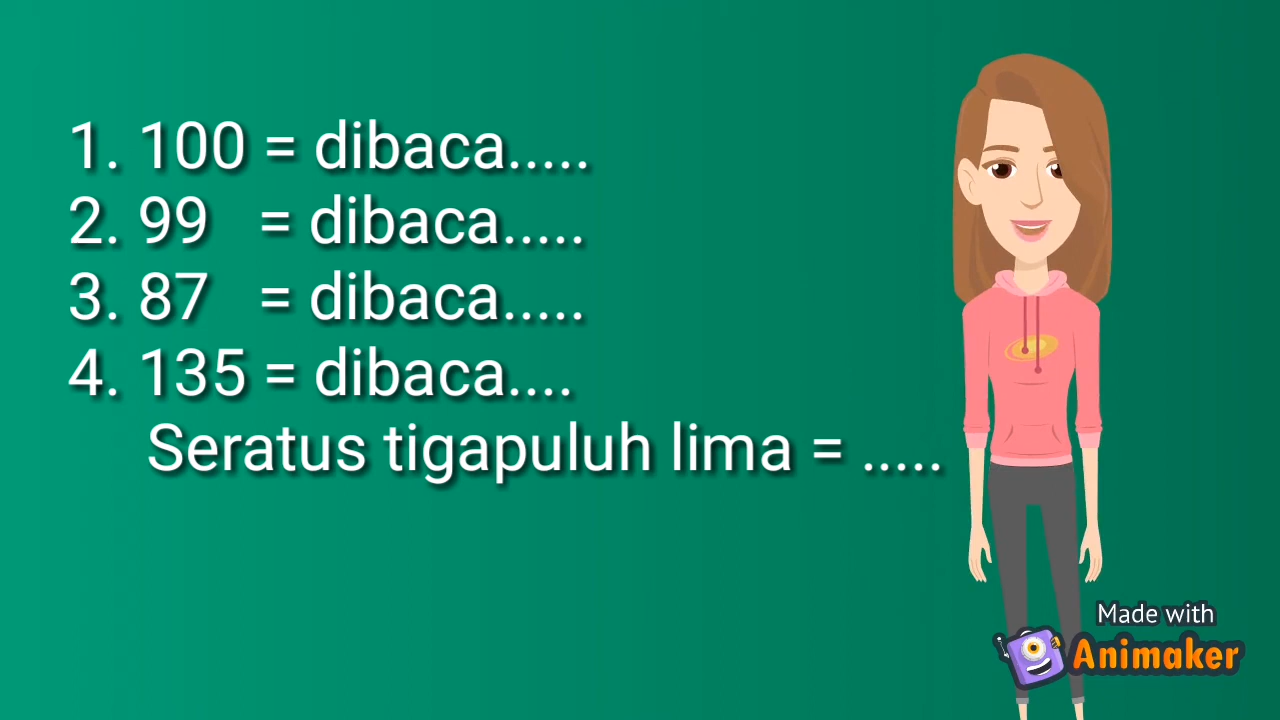 1. 100 = dibaca.....
2. 99 = dibaca.....
3. 87 = dibaca.....
4. 135 = dibaca....
Seratus tigapuluh lima = .....
Made with
Animaker